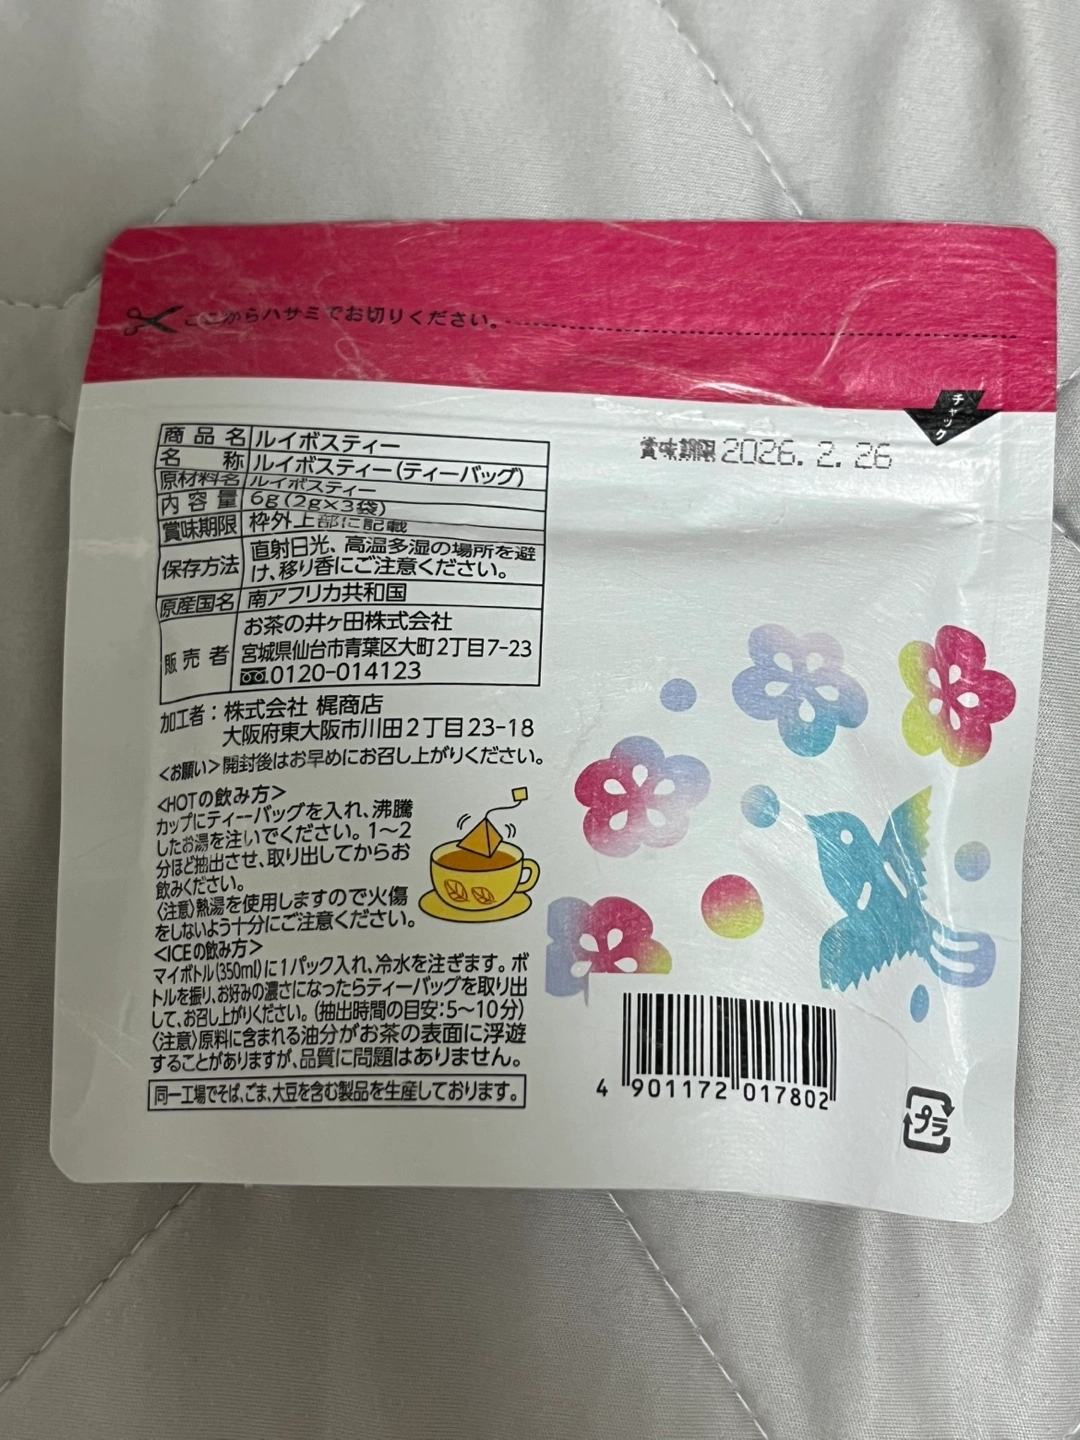 ここからハサミでお切りください。
チャック
賞味期限 2026. 2. 26
商品名 ルイボスティー
名称 ルイボスティー(ティーバッグ)
原材料名 ルイボスティー
内容量 6g(2g×3袋)
賞味期限 枠外上部に記載
保存方法 直射日光、高温多湿の場所を避
け、移り香にご注意ください。
原産国名 南アフリカ共和国
販売者 お茶の井ヶ田株式会社
宮城県仙台市青葉区大町2丁目7-23
0120-014123
加工者:株式会社 梶商店
大阪府東大阪市川田2丁目23-18
<お願い>開封後はお早めにお召し上がりください。
<HOTの飲み方>
カップにティーバッグを入れ、沸騰
したお湯を注いでください。1〜2
分ほど抽出させ、取り出してからお
飲みください。
〈注意〉熱湯を使用しますので火傷
をしないよう十分にご注意ください。
<ICEの飲み方>
マイボトル(350ml)に1パック入れ、冷水を注ぎます。ボ
トルを振り、お好みの濃さになったらティーバッグを取り出
して、お召し上がりください。(抽出時間の目安:5〜10分)
〈注意〉原料に含まれる油分がお茶の表面に浮遊
することがありますが、品質に問題はありません。
同一工場でそば、ごま、大豆を含む製品を生産しております。
4 901172 017802
プラ